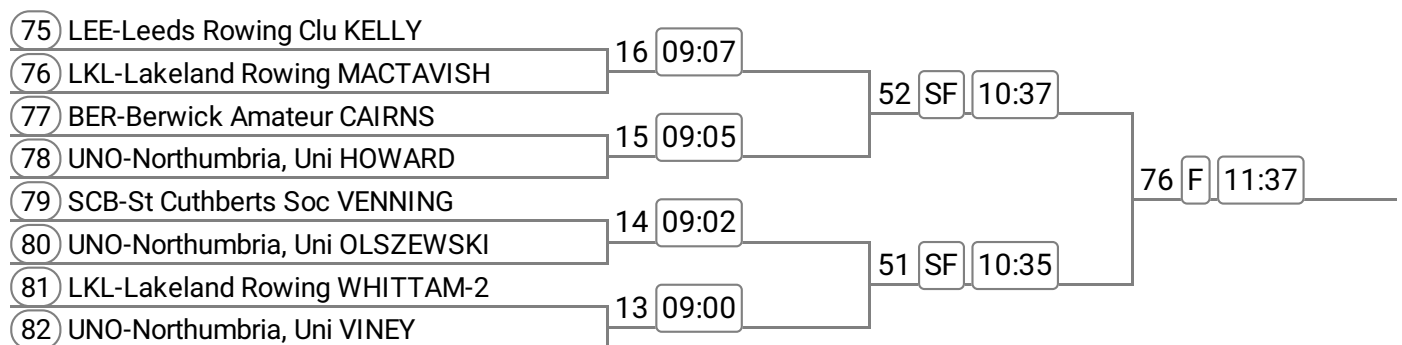 75 LEE-Leeds Rowing Clu KELLY
16 09:07
76 LKL-Lakeland Rowing MACTAVISH
52 SF 10:37
77 BER-Berwick Amateur CAIRNS
15 09:05
78 UNO-Northumbria, Uni HOWARD
76 F 11:37
79 SCB-St Cuthberts Soc VENNING
14 09:02
80 UNO-Northumbria, Uni OLSZEWSKI
51 SF 10:35
81 LKL-Lakeland Rowing WHITTAM-2
13 09:00
82 UNO-Northumbria, Uni VINEY